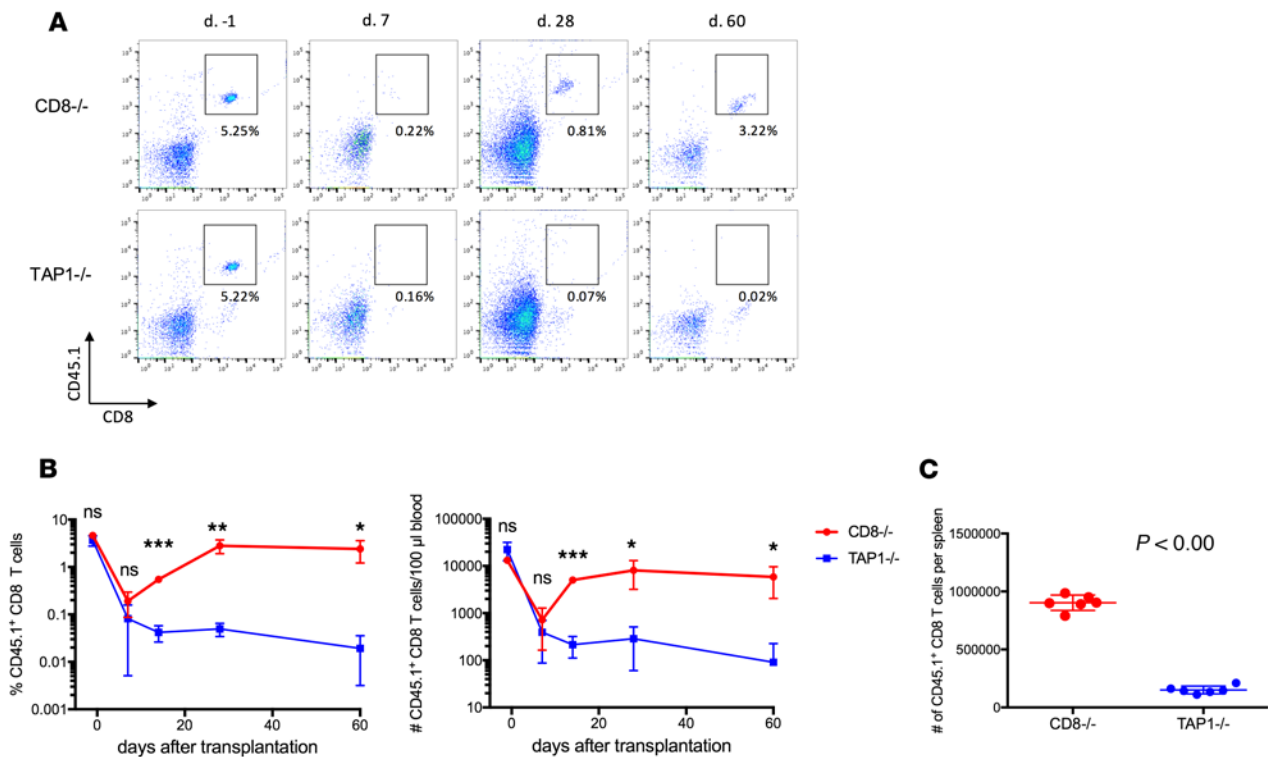 A
d. -1 d. 7 d. 28 d. 60
CD8-/-
5.25% 0.22% 0.81% 3.22%
TAP1-/-
5.22% 0.16% 0.07% 0.02%
CD45.1
CD8
B
% CD45.1⁺ CD8 T cells
10
1
0.1
0.01
0.001
ns
ns
***
**
*
0 20 40 60
days after transplantation
# CD45.1⁺ CD8 T cells/100 µl blood
100000
10000
1000
100
10
ns
ns
***
*
*
0 20 40 60
days after transplantation
CD8-/-
TAP1-/-
C
# of CD45.1⁺ CD8 T cells per spleen
1500000
1000000
500000
0
P < 0.00
CD8-/- TAP1-/-